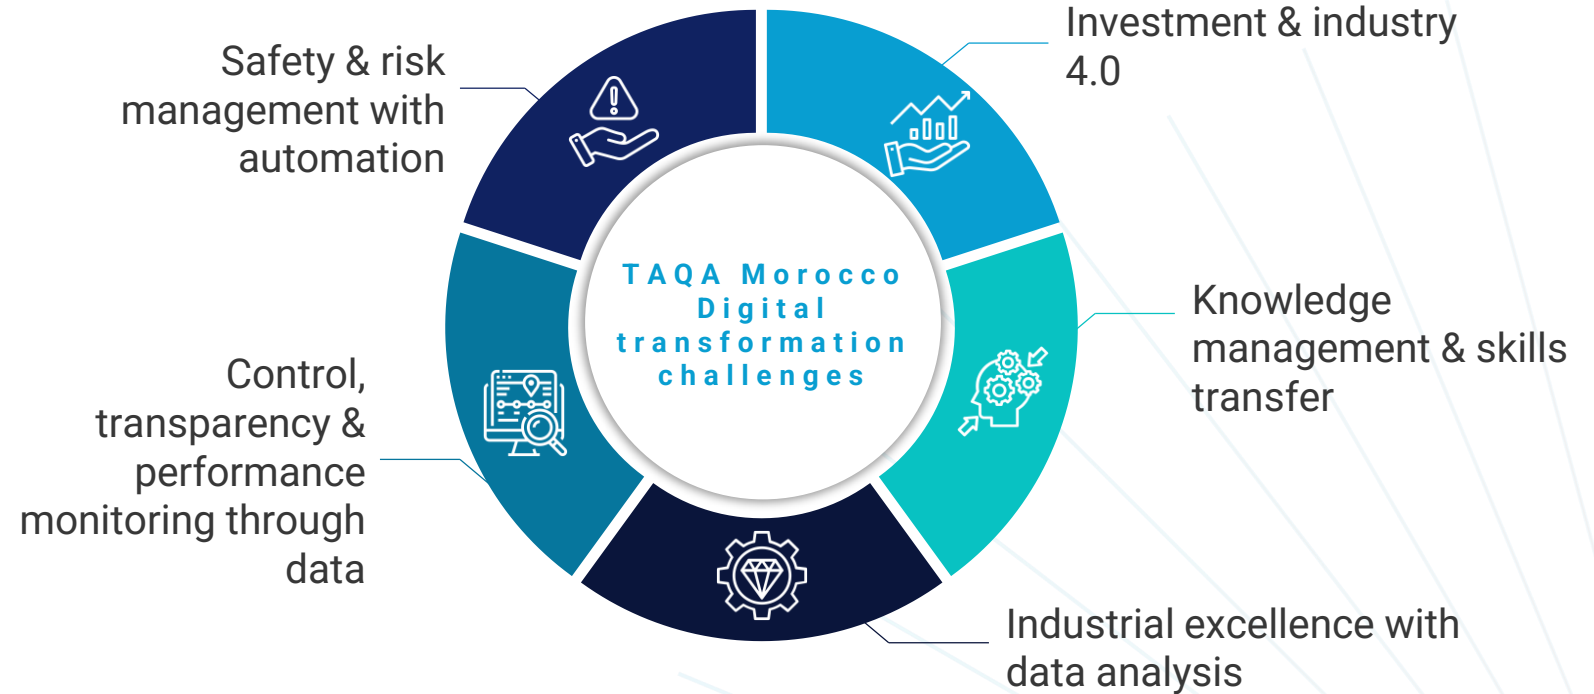 Investment & industry
4.0
Safety & risk
management with
automation
TAQA Morocco
Digital
transformation
challenges
Knowledge
management & skills
transfer
Control,
transparency &
performance
monitoring through
data
Industrial excellence with
data analysis